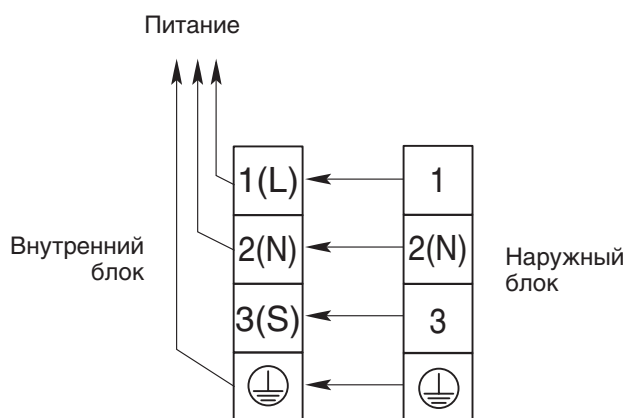 Питание
1(L)
1
Внутренний
блок
2(N)
2(N)
Наружный
блок
3(S)
3